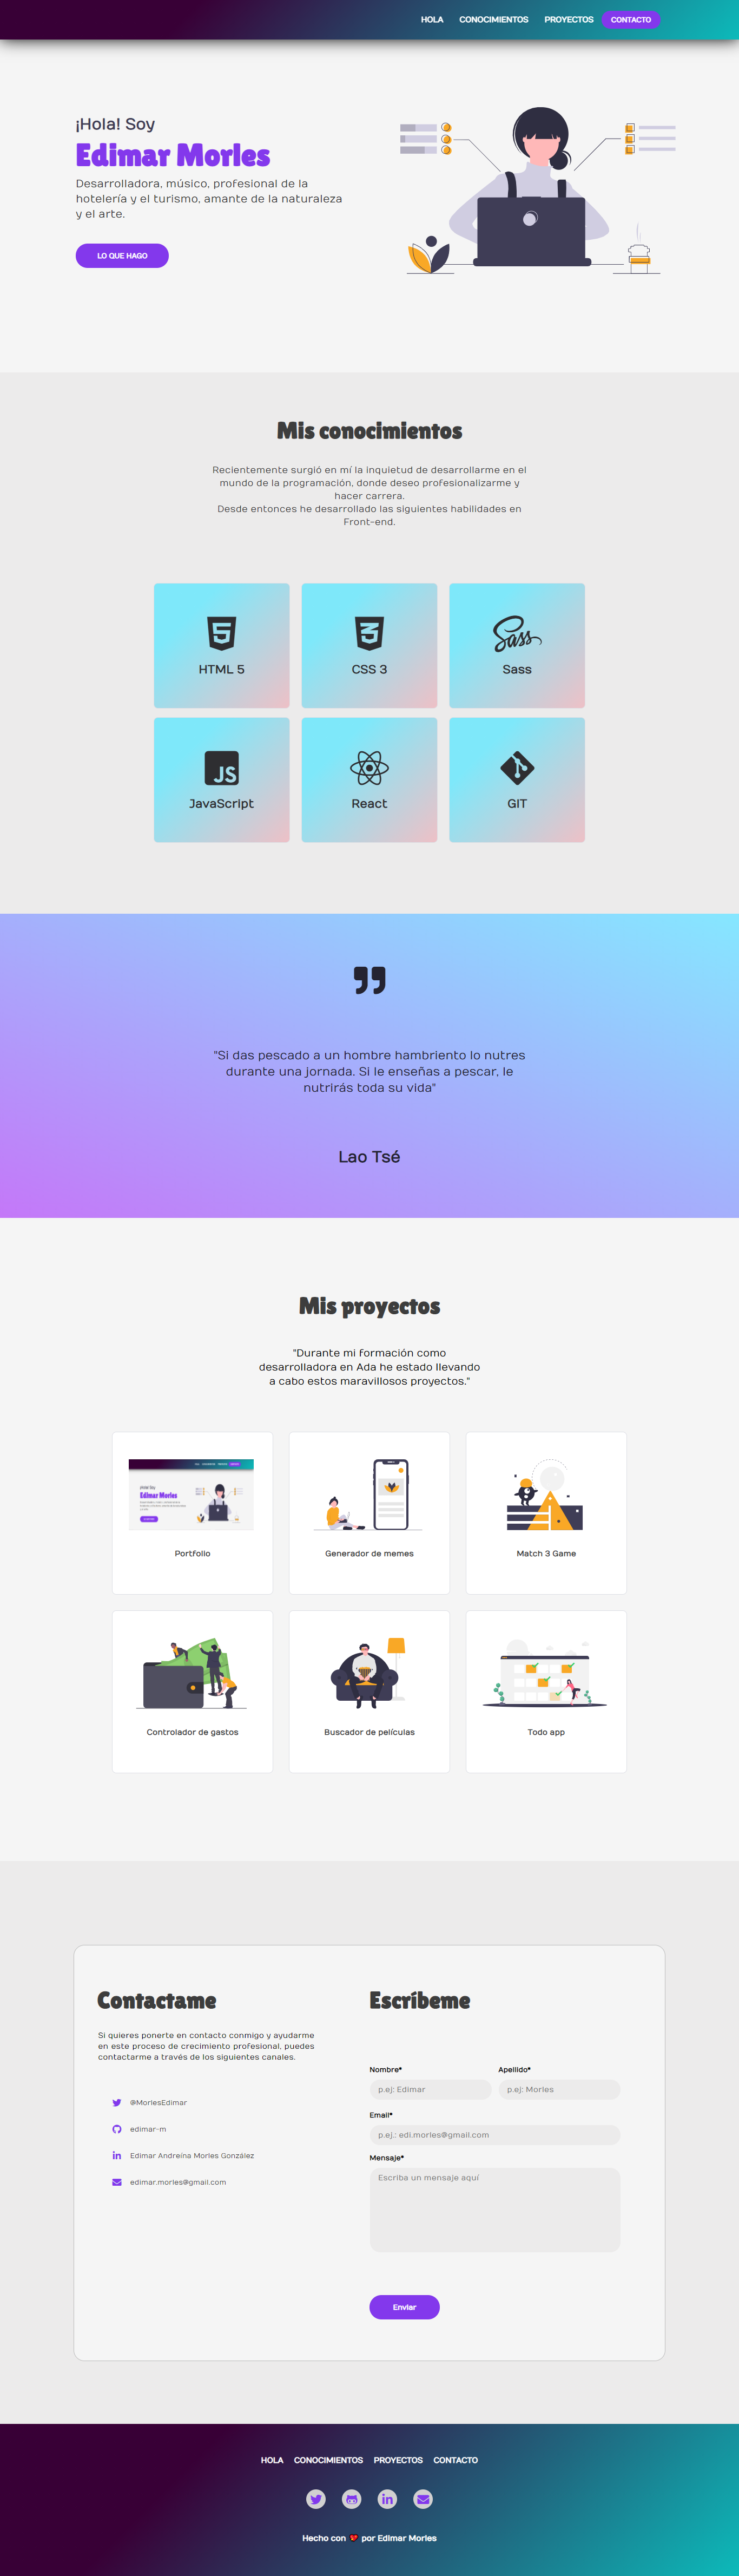 HOLA CONOCIMIENTOS PROYECTOS CONTACTO
¡Hola! Soy
Edimar Morles
Desarrolladora, músico, profesional de la
hotelería y el turismo, amante de la naturaleza
y el arte.
LO QUE HAGO
Mis conocimientos
Recientemente surgió en mí la inquietud de desarrollarme en el
mundo de la programación, donde deseo profesionalizarme y
hacer carrera.
Desde entonces he desarrollado las siguientes habilidades en
Front-end.
HTML 5
CSS 3
Sass
Sass
JS
JavaScript
React
GIT
"Si das pescado a un hombre hambriento lo nutres
durante una jornada. Si le enseñas a pescar, le
nutrirás toda su vida"
Lao Tsé
Mis proyectos
"Durante mi formación como
desarrolladora en Ada he estado llevando
a cabo estos maravillosos proyectos."
¡Hola! Soy
Edimar Morles
Portfolio
Generador de memes
Match 3 Game
Controlador de gastos
Buscador de películas
Todo app
Contactame
Si quieres ponerte en contacto conmigo y ayudarme
en este proceso de crecimiento profesional, puedes
contactarme a través de los siguientes canales.
@MorlesEdimar
edimar-m
Edimar Andreína Morles González
edimar.morles@gmail.com
Escríbeme
Nombre* Apellido*
p.ej: Edimar p.ej: Morles
Email*
p.ej.: edi.morles@gmail.com
Mensaje*
Escriba un mensaje aquí
Enviar
HOLA CONOCIMIENTOS PROYECTOS CONTACTO
Hecho con por Edimar Morles